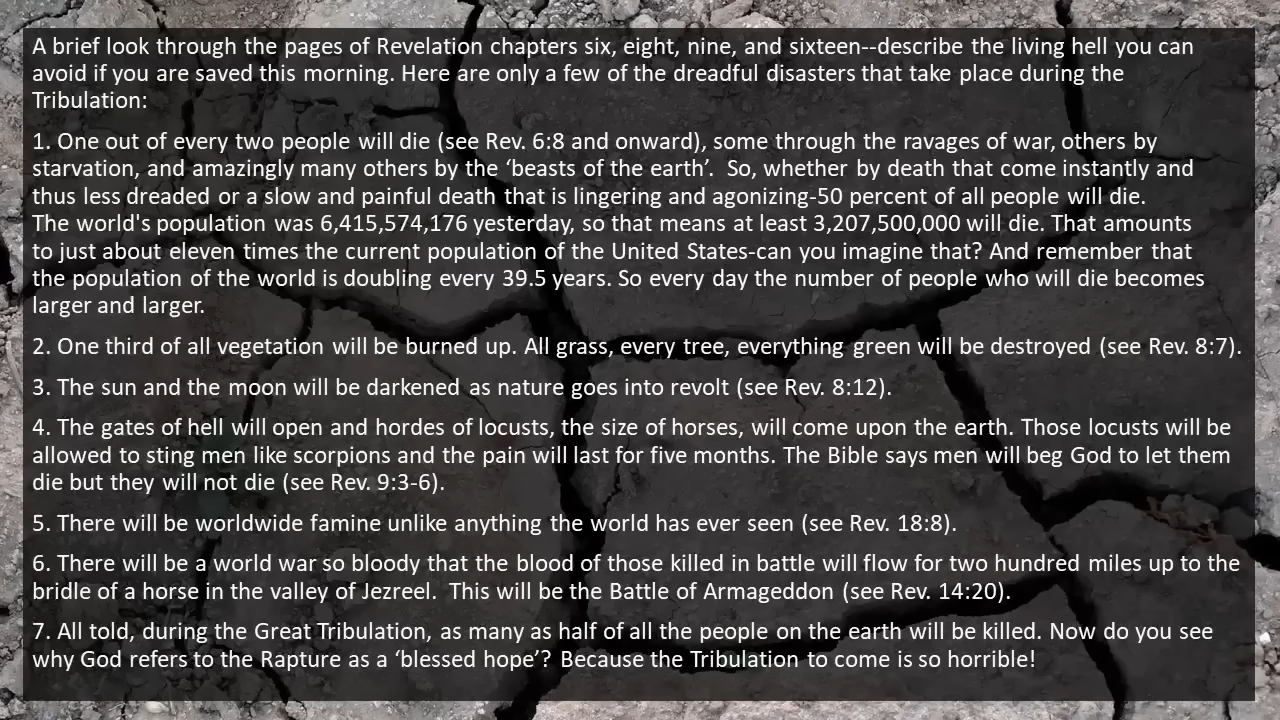 A brief look through the pages of Revelation chapters six, eight, nine, and sixteen--describe the living hell you can
avoid if you are saved this morning. Here are only a few of the dreadful disasters that take place during the
Tribulation:
1. One out of every two people will die (see Rev. 6:8 and onward), some through the ravages of war, others by
starvation, and amazingly many others by the ‘beasts of the earth’.  So, whether by death that come instantly and
thus less dreaded or a slow and painful death that is lingering and agonizing-50 percent of all people will die.
The world's population was 6,415,574,176 yesterday, so that means at least 3,207,500,000 will die. That amounts
to just about eleven times the current population of the United States-can you imagine that? And remember that
the population of the world is doubling every 39.5 years. So every day the number of people who will die becomes
larger and larger.
2. One third of all vegetation will be burned up. All grass, every tree, everything green will be destroyed (see Rev. 8:7).
3. The sun and the moon will be darkened as nature goes into revolt (see Rev. 8:12).
4. The gates of hell will open and hordes of locusts, the size of horses, will come upon the earth. Those locusts will be
allowed to sting men like scorpions and the pain will last for five months. The Bible says men will beg God to let them
die but they will not die (see Rev. 9:3-6).
5. There will be worldwide famine unlike anything the world has ever seen (see Rev. 18:8).
6. There will be a world war so bloody that the blood of those killed in battle will flow for two hundred miles up to the
bridle of a horse in the valley of Jezreel.  This will be the Battle of Armageddon (see Rev. 14:20).
7. All told, during the Great Tribulation, as many as half of all the people on the earth will be killed. Now do you see
why God refers to the Rapture as a ‘blessed hope’? Because the Tribulation to come is so horrible!